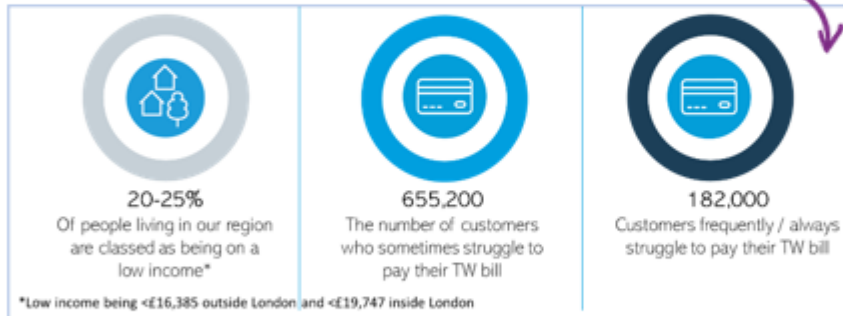 20-25%
Of people living in our region
are classed as being on a
low income*
655,200
The number of customers
who sometimes struggle to
pay their TW bill
182,000
Customers frequently / always
struggle to pay their TW bill
*Low income being <£16,385 outside London and <£19,747 inside London